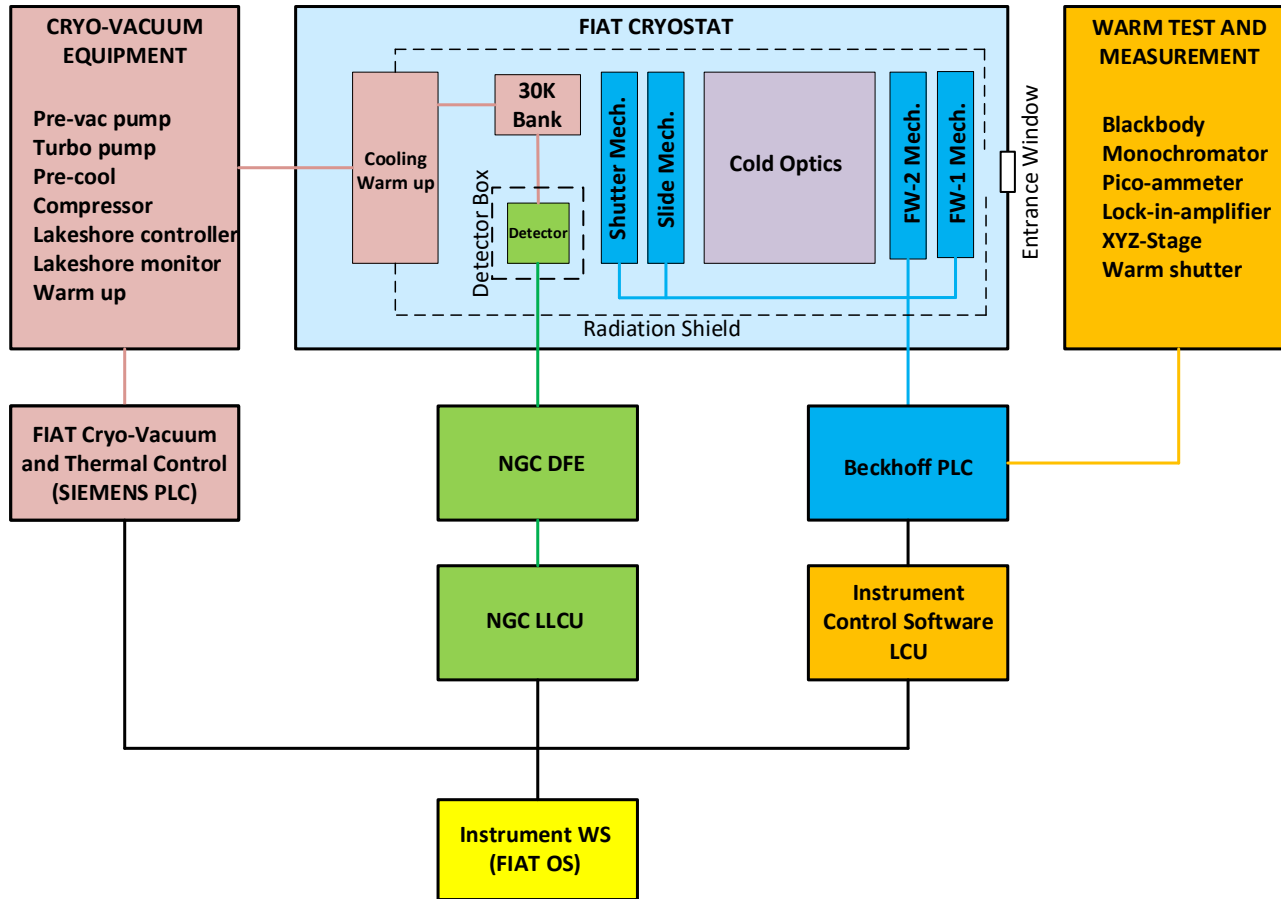 CRYO-VACUUM
EQUIPMENT
Pre-vac pump
Turbo pump
Pre-cool
Compressor
Lakeshore controller
Lakeshore monitor
Warm up
FIAT CRYOSTAT
Cooling
Warm up
30K
Bank
Detector Box
Detector
Shutter Mech.
Slide Mech.
Cold Optics
FW-2 Mech.
FW-1 Mech.
Entrance Window
Radiation Shield
WARM TEST AND
MEASUREMENT
Blackbody
Monochromator
Pico-ammeter
Lock-in-amplifier
XYZ-Stage
Warm shutter
FIAT Cryo-Vacuum
and Thermal Control
(SIEMENS PLC)
NGC DFE
Beckhoff PLC
NGC LLCU
Instrument
Control Software
LCU
Instrument WS
(FIAT OS)